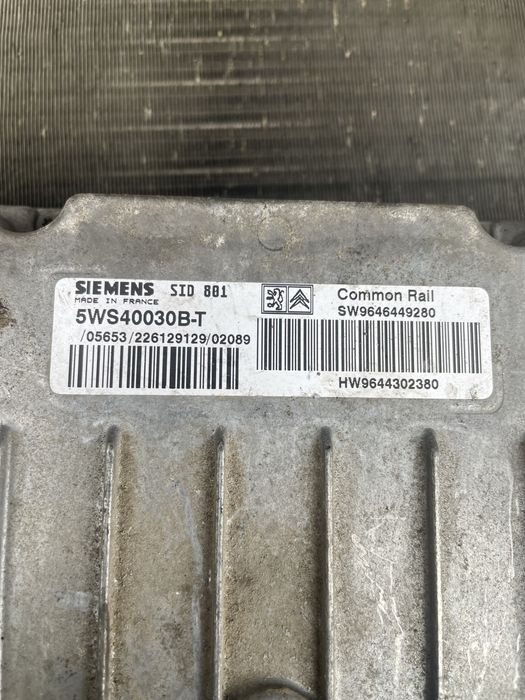 SIEMENS SID 801
MADE IN FRANCE
5WS40030B-T
/05653/226129129/02089
Common Rail
SW9646449280
HW9644302380